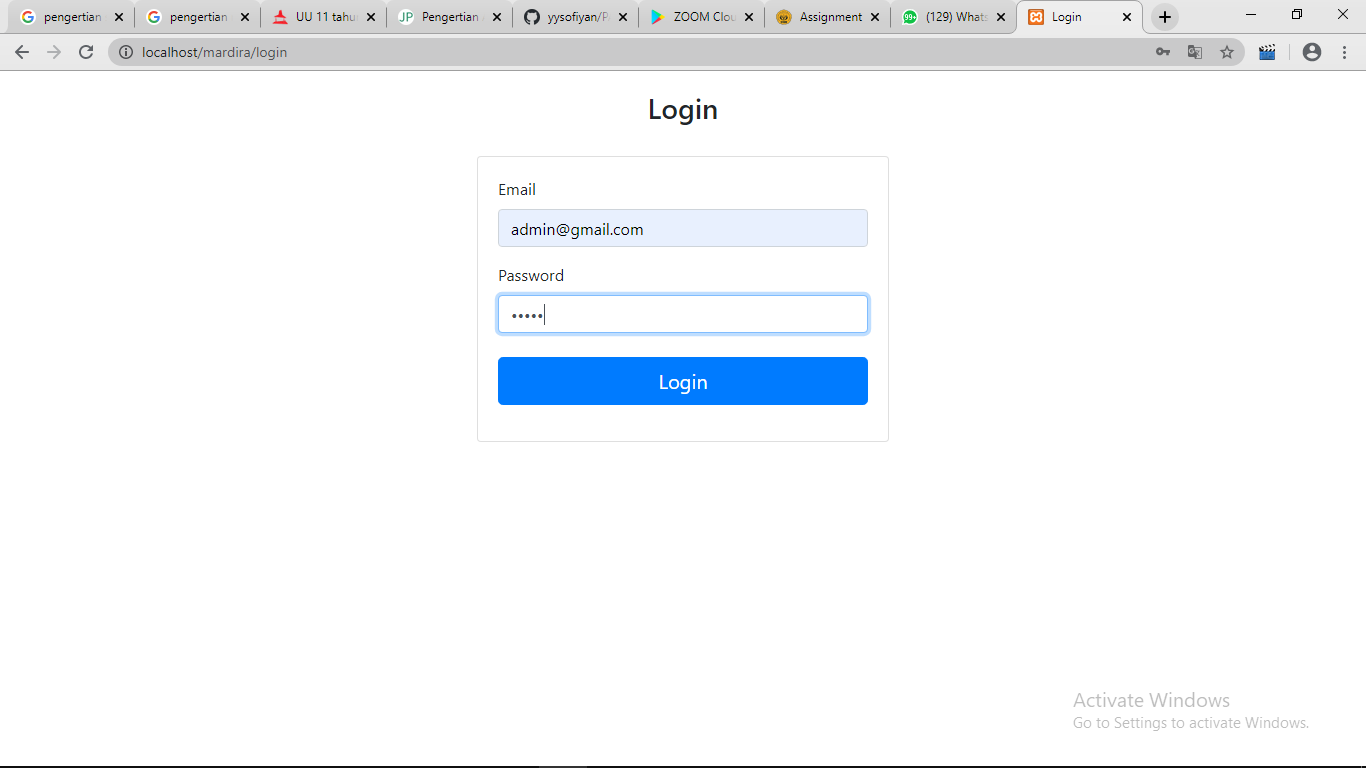 pengertian
pengertian
UU 11 tahu
JP Pengertian
yysofiyan/P
ZOOM Clou
Assignment
99+ (129) Whats
Login
localhost/mardira/login
Login
Email
admin@gmail.com
Password
•••••
Login
Activate Windows
Go to Settings to activate Windows.